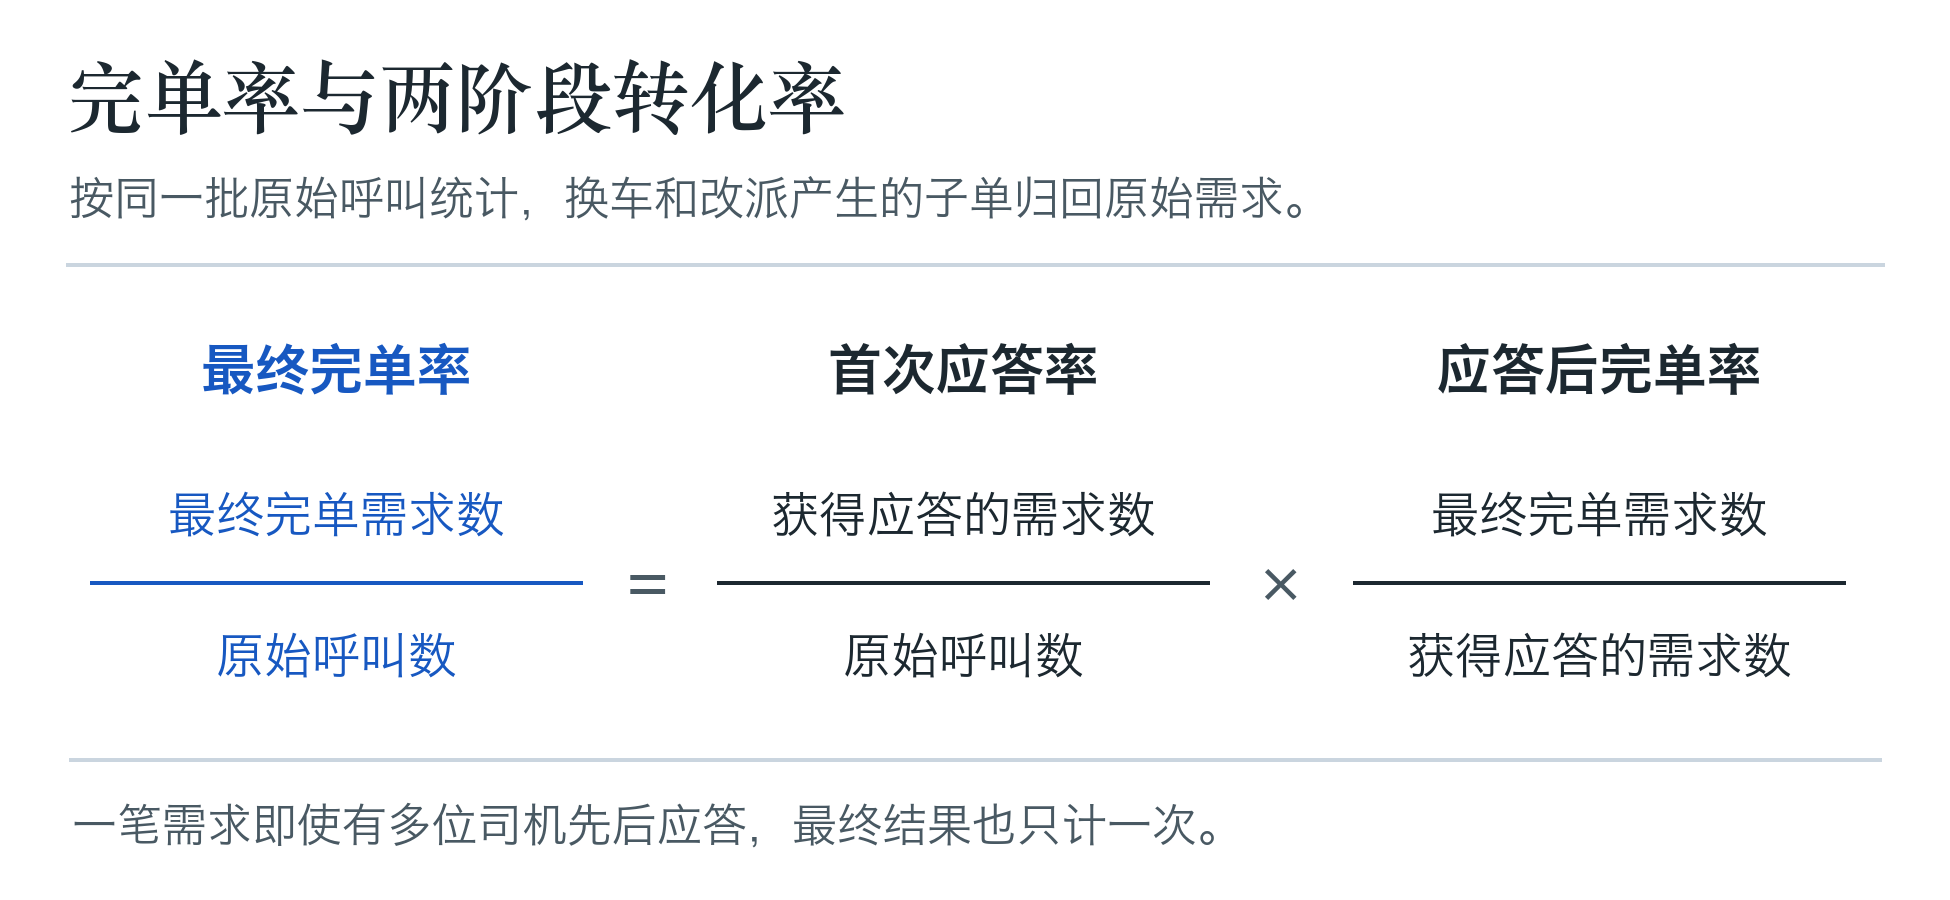 完单率与两阶段转化率
按同一批原始呼叫统计，换车和改派产生的子单归回原始需求。
最终完单率 首次应答率 应答后完单率
最终完单需求数 获得应答的需求数 最终完单需求数
= ×
原始呼叫数 原始呼叫数 获得应答的需求数
一笔需求即使有多位司机先后应答，最终结果也只计一次。